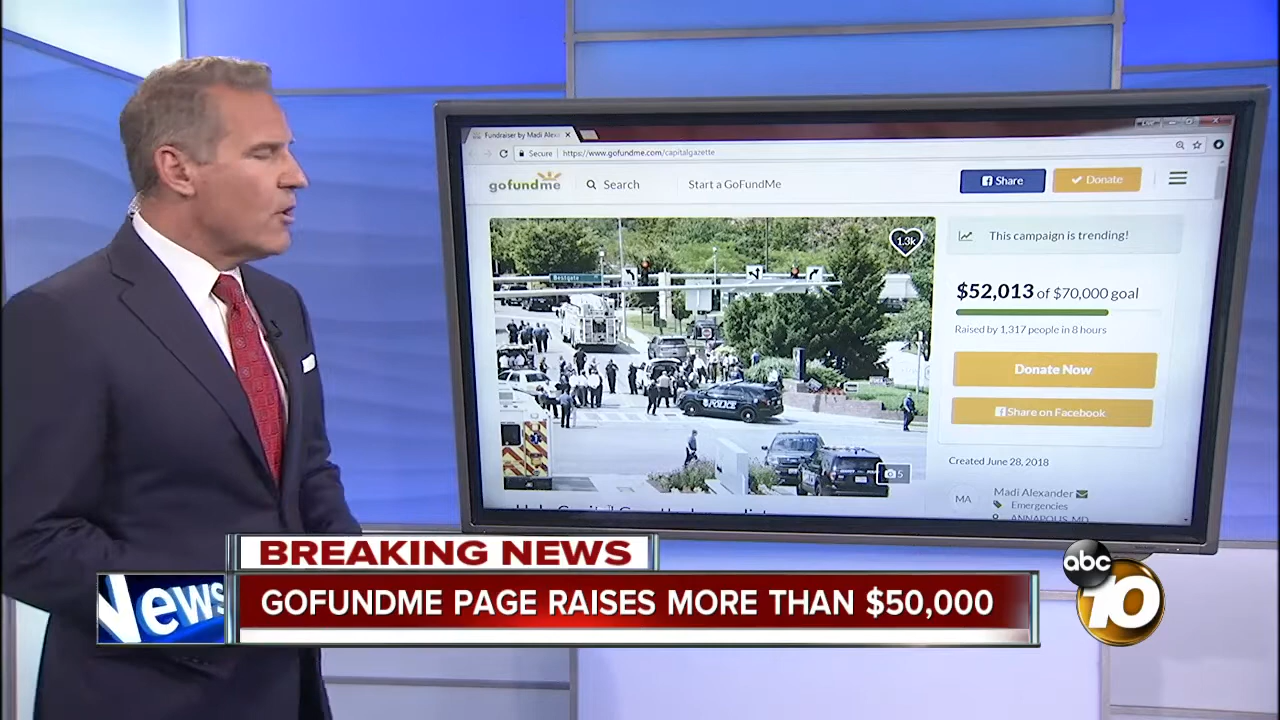 Fundraiser by Madi Alexa
Secure https://www.gofundme.com/capitalgazette
gofundme
Search
Start a GoFundMe
Share
Donate
1.3k
Bestgate
POLICE
5
This campaign is trending!
$52,013 of $70,000 goal
Raised by 1,317 people in 8 hours
Donate Now
Share on Facebook
Created June 28, 2018
MA
Madi Alexander
Emergencies
ANNAPOLIS, MD
BREAKING NEWS
News
GOFUNDME PAGE RAISES MORE THAN $50,000
abc
10